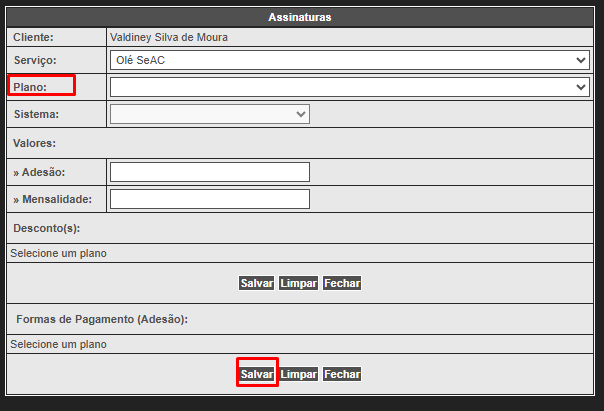 Assinaturas
Cliente: Valdiney Silva de Moura
Serviço: Olé SeAC
Plano:
Sistema:
Valores:
» Adesão:
» Mensalidade:
Desconto(s):
Selecione um plano
Salvar Limpar Fechar
Formas de Pagamento (Adesão):
Selecione um plano
Salvar Limpar Fechar